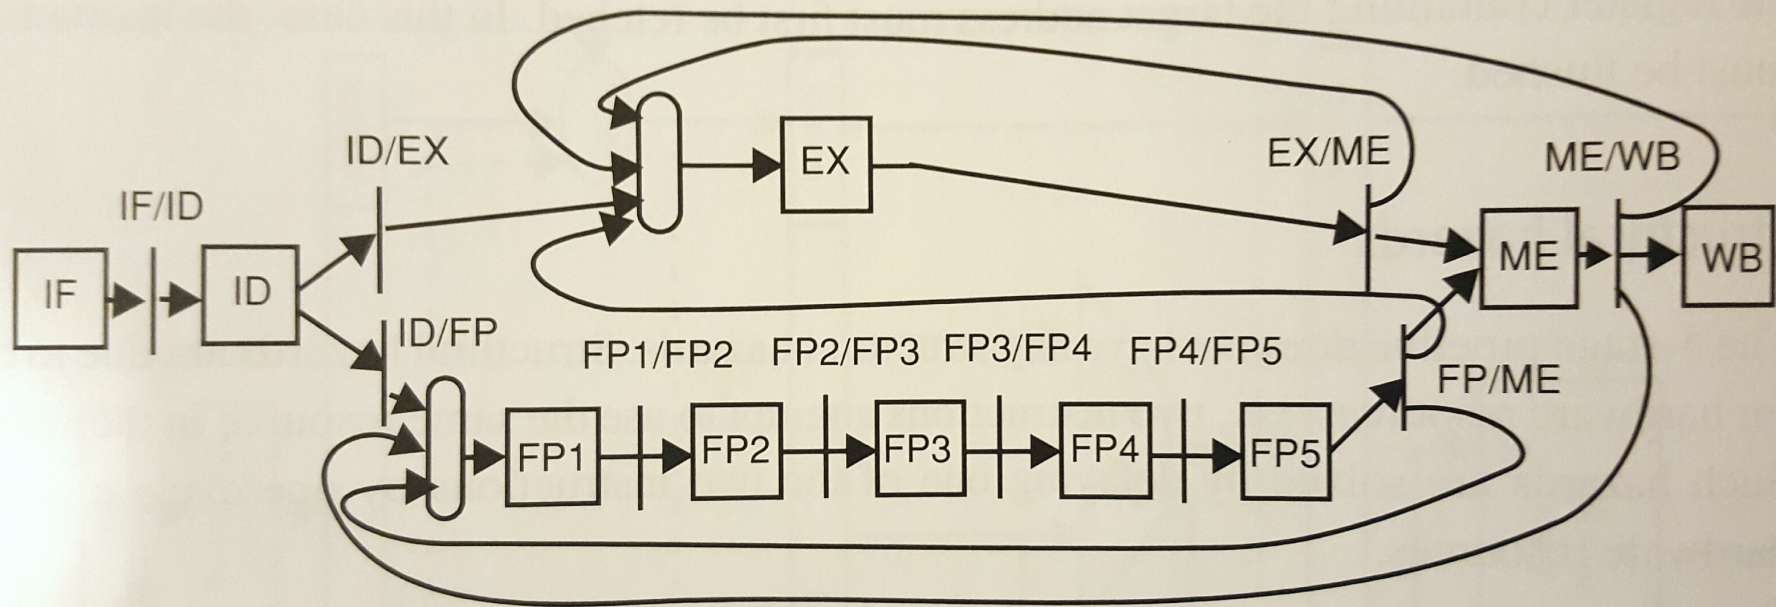 ID/EX
EX
EX/ME
ME/WB
IF/ID
IF
ID
ME
WB
ID/FP
FP1/FP2
FP2/FP3
FP3/FP4
FP4/FP5
FP/ME
FP1
FP2
FP3
FP4
FP5